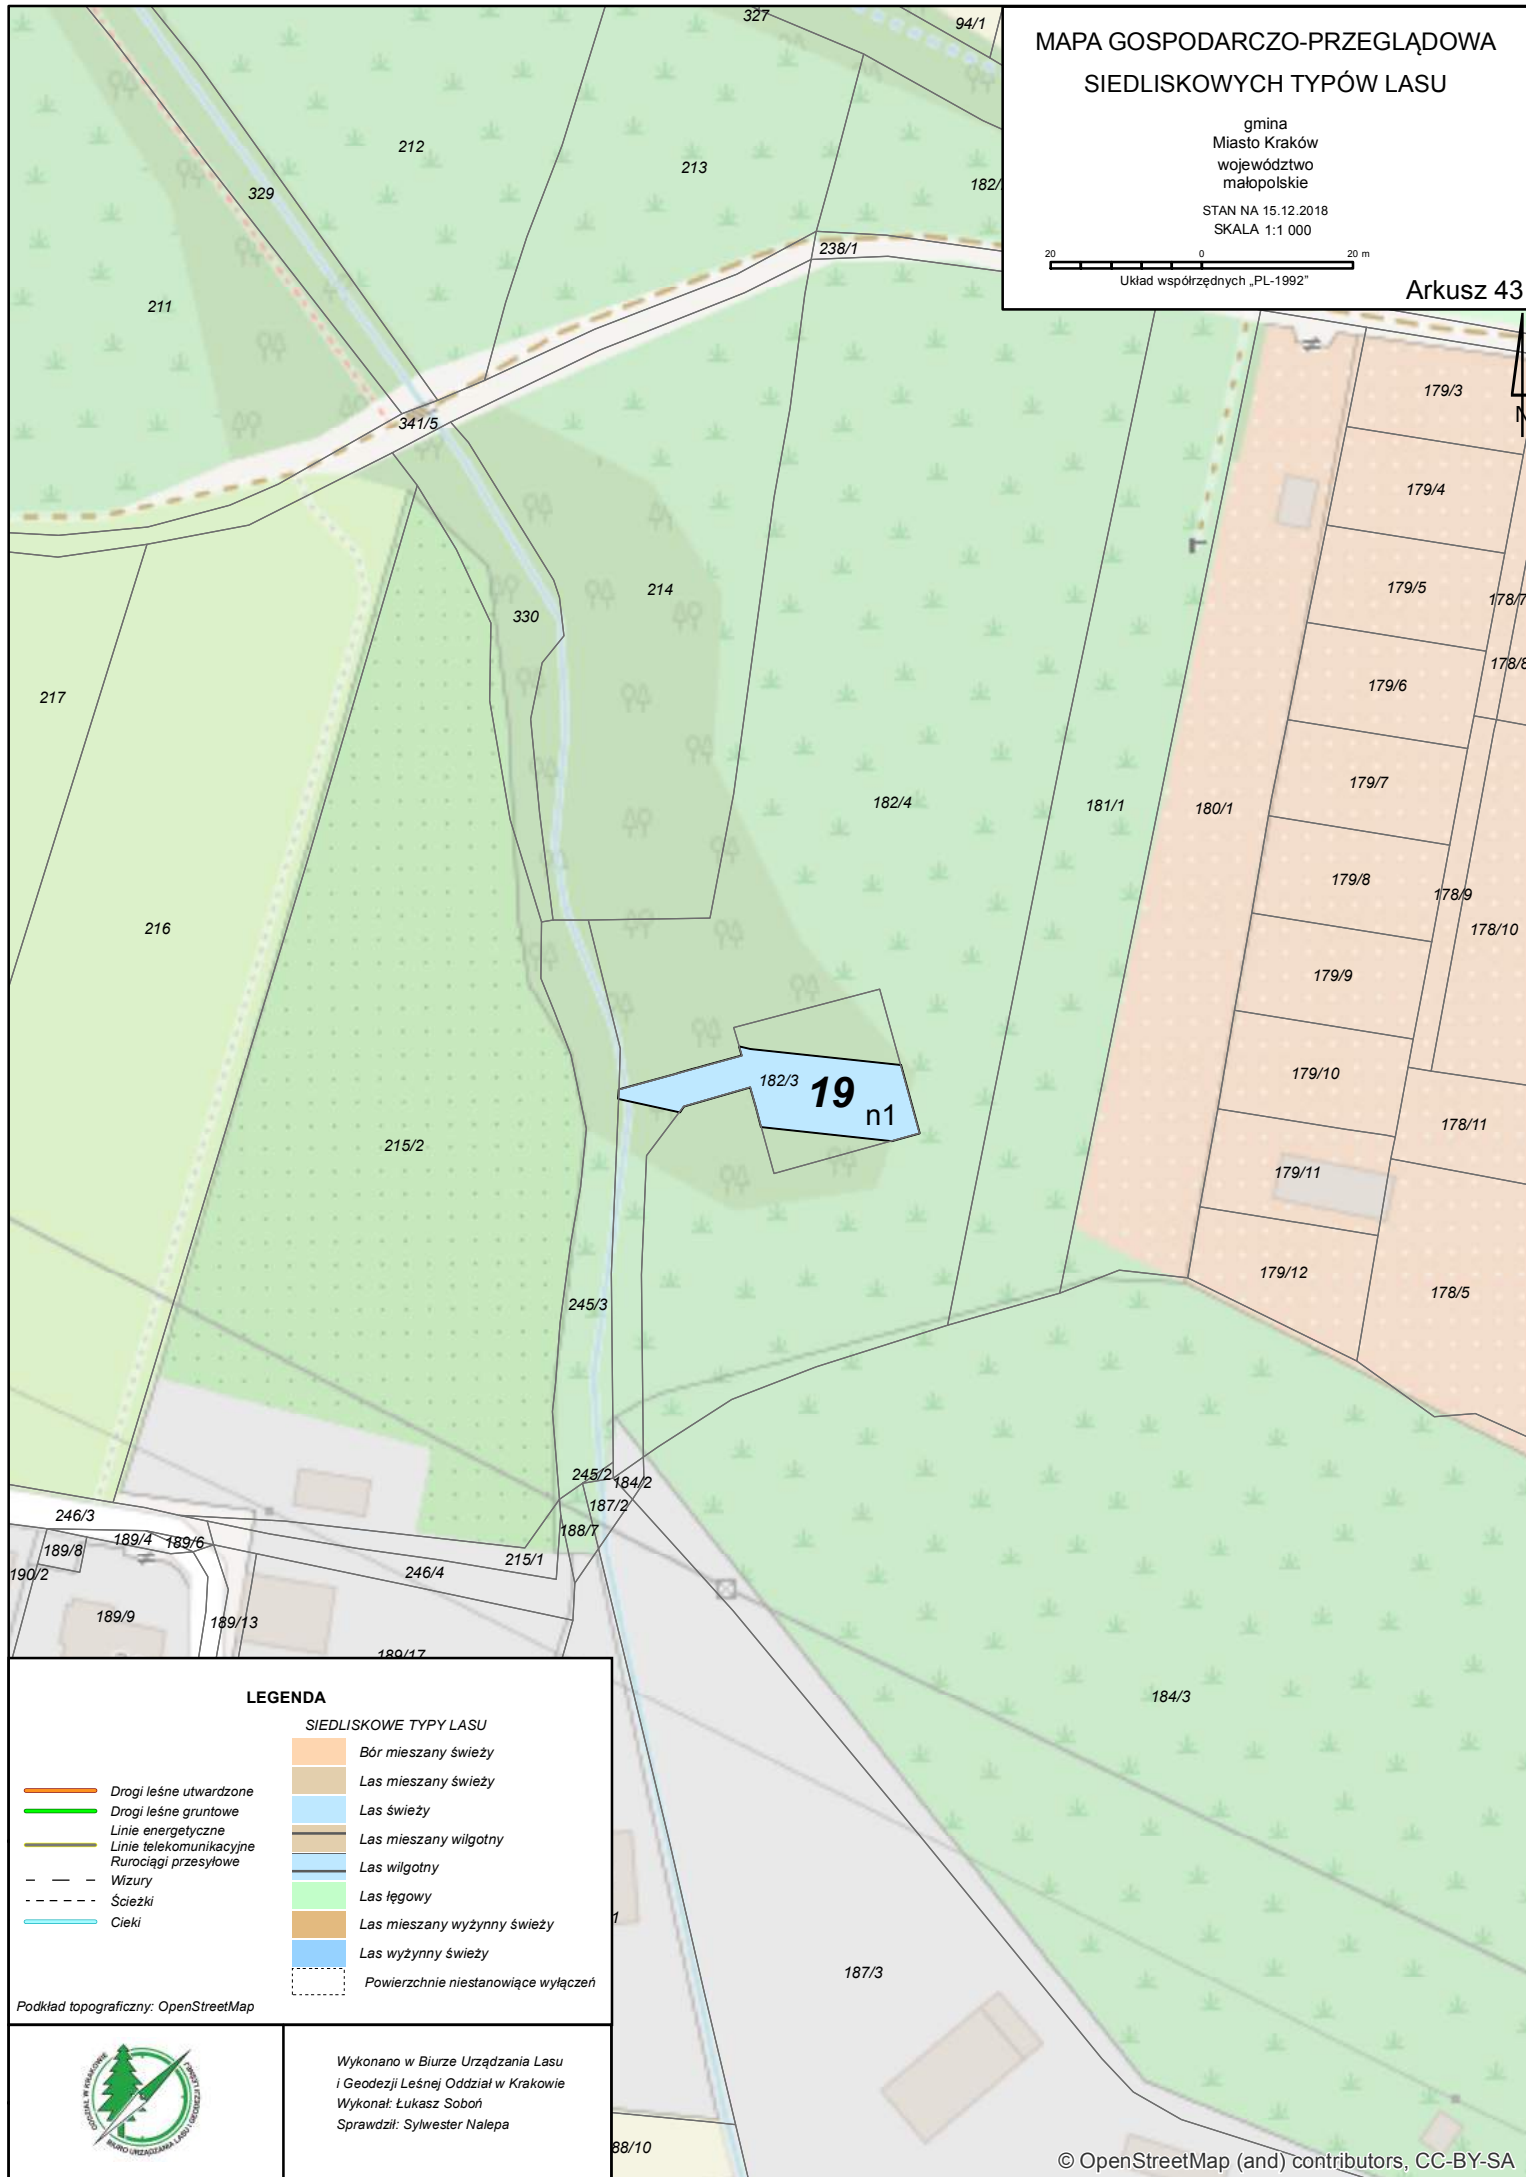 MAPA GOSPODARCZO-PRZEGLĄDOWA
SIEDLISKOWYCH TYPÓW LASU
gmina
Miasto Kraków
województwo
małopolskie
STAN NA 15.12.2018
SKALA 1:1 000
20 0 20 m
Układ współrzędnych „PL-1992”
Arkusz 43
N
327
94/1
212
213
182/
329
238/1
211
341/5
179/3
179/4
214
330
179/5
178/7
178/8
217
179/6
179/7
182/4
181/1
180/1
179/8
178/9
216
178/10
179/9
182/3
19
n1
179/10
178/11
215/2
179/11
179/12
178/5
245/3
245/2
184/2
187/2
188/7
246/3
189/4
189/6
189/8
215/1
190/2
246/4
189/9
189/13
189/17
184/3
1
187/3
88/10
LEGENDA
SIEDLISKOWE TYPY LASU
Bór mieszany świeży
Las mieszany świeży
Las świeży
Las mieszany wilgotny
Las wilgotny
Las łęgowy
Las mieszany wyżynny świeży
Las wyżynny świeży
Powierzchnie niestanowiące wyłączeń
Drogi leśne utwardzone
Drogi leśne gruntowe
Linie energetyczne
Linie telekomunikacyjne
Rurociągi przesyłowe
Wizury
Ścieżki
Cieki
Podkład topograficzny: OpenStreetMap
ODDZIAŁ W KRAKOWIE
BIURO URZĄDZANIA LASU I GEODEZJI LEŚNEJ
Wykonano w Biurze Urządzania Lasu
i Geodezji Leśnej Oddział w Krakowie
Wykonał: Łukasz Soboń
Sprawdził: Sylwester Nalepa
© OpenStreetMap (and) contributors, CC-BY-SA